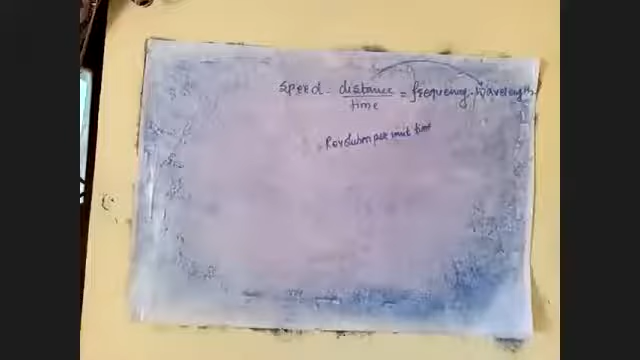 Speed = distance / time = frequency . wavelength
Revolution per unit time